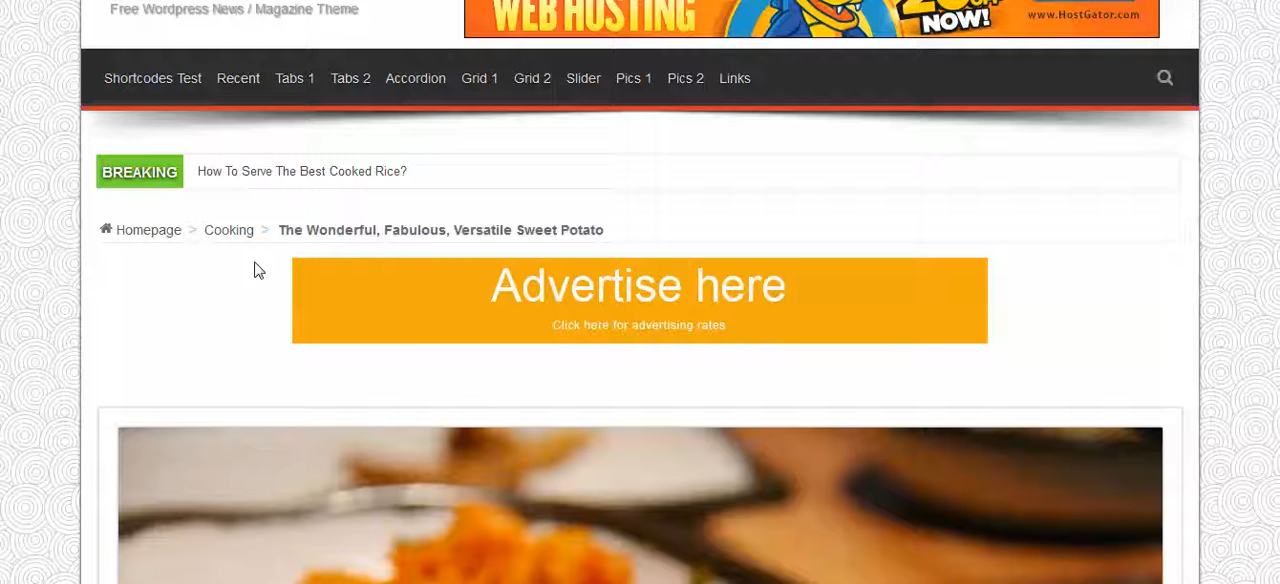 Free Wordpress News / Magazine Theme
WEB HOSTING
NOW!
www.HostGator.com
Shortcodes Test Recent Tabs 1 Tabs 2 Accordion Grid 1 Grid 2 Slider Pics 1 Pics 2 Links
BREAKING How To Serve The Best Cooked Rice?
Homepage > Cooking > The Wonderful, Fabulous, Versatile Sweet Potato
Advertise here
Click here for advertising rates